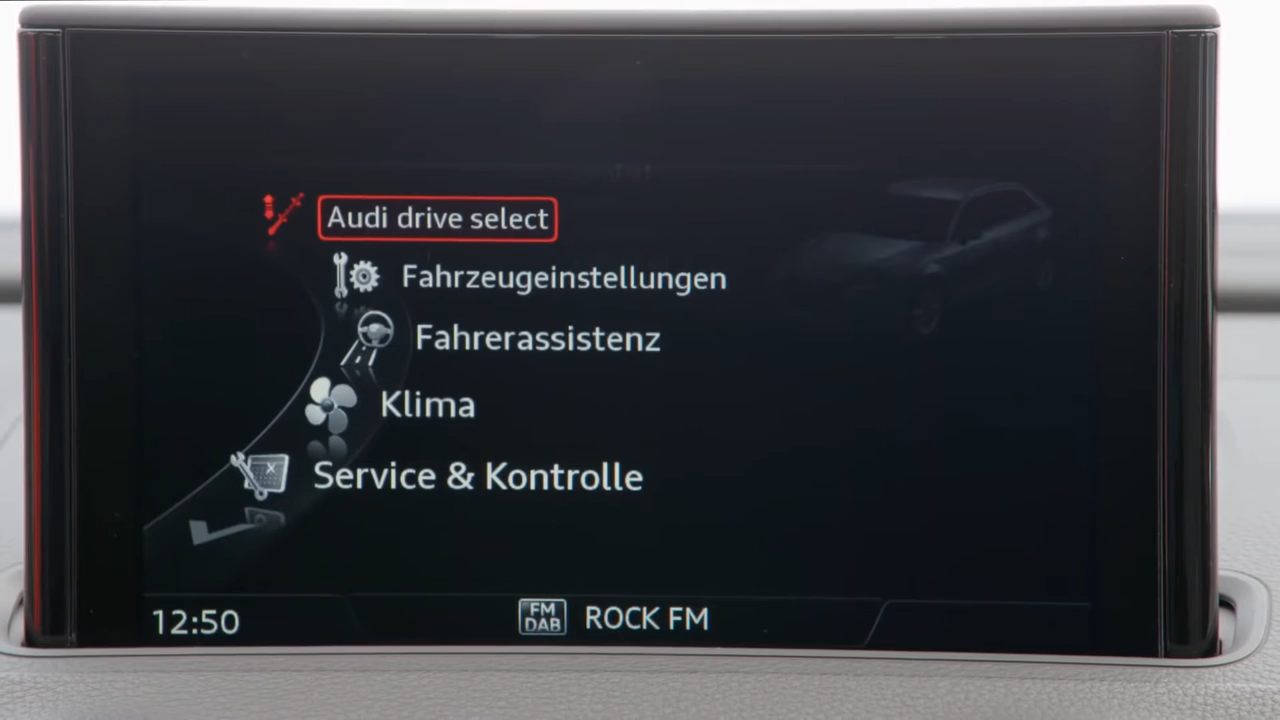 Audi drive select
Fahrzeugeinstellungen
Fahrerassistenz
Klima
Service & Kontrolle
12:50
FM
DAB
ROCK FM